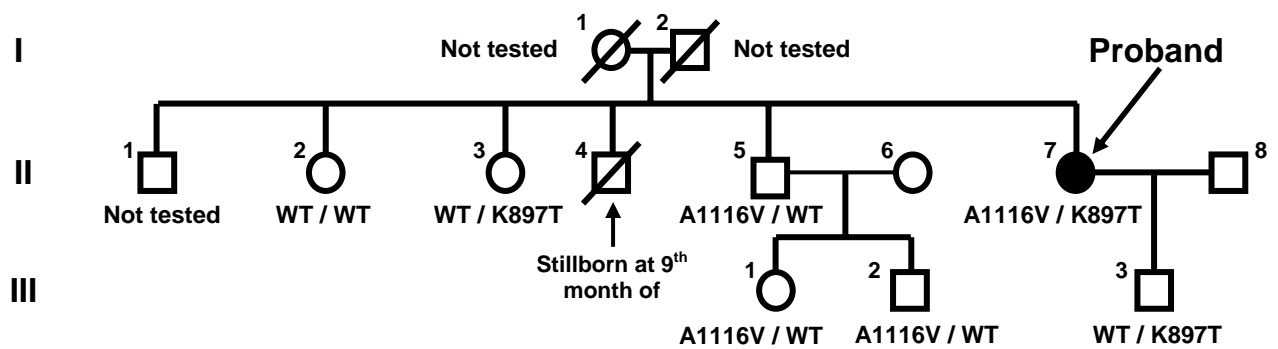 I
1
2
Not tested
Not tested
Proband
II
1
2
3
4
5
6
7
8
Not tested
WT / WT
WT / K897T
A1116V / WT
A1116V / K897T
Stillborn at 9th
month of
III
1
2
3
A1116V / WT
A1116V / WT
WT / K897T